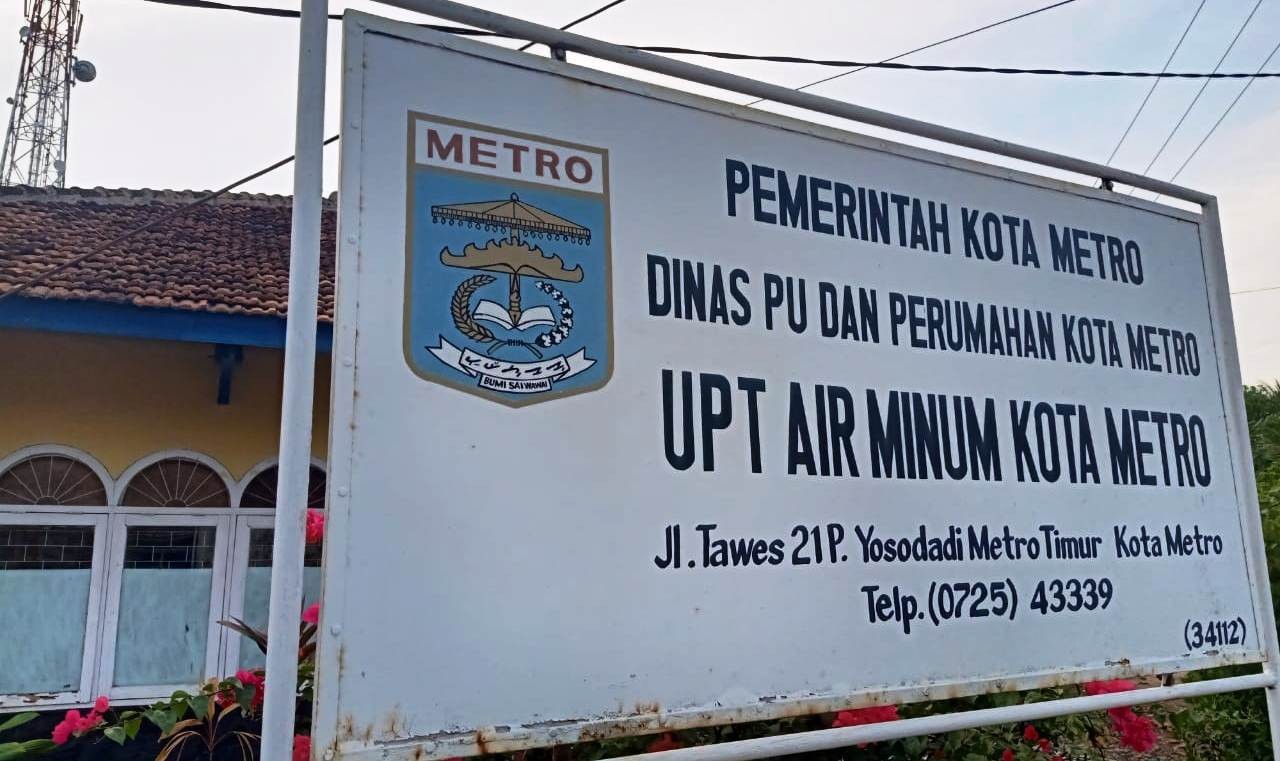 METRO
BUMI SAI WAWAI
PEMERINTAH KOTA METRO
DINAS PU DAN PERUMAHAN KOTA METRO
UPT AIR MINUM KOTA METRO
Jl. Tawes 21 P. Yosodadi Metro Timur Kota Metro
Telp. (0725) 43339
(34112)